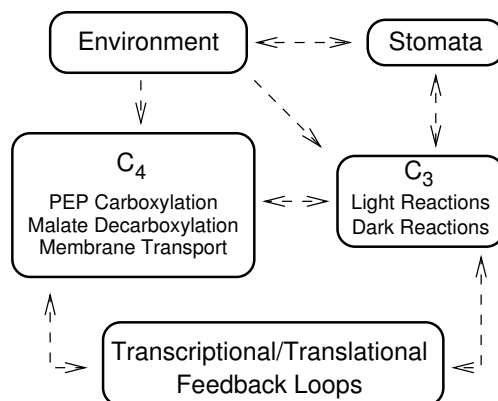 Environment
Stomata
C4
PEP Carboxylation
Malate Decarboxylation
Membrane Transport
C3
Light Reactions
Dark Reactions
Transcriptional/Translational
Feedback Loops